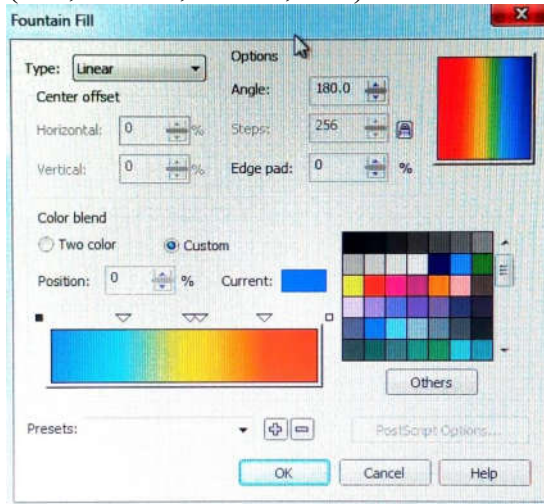 Fountain Fill
Type: Linear
Options
Center offset
Angle: 180.0
Horizontal: 0 %
Steps: 256
Vertical: 0 %
Edge pad: 0 %
Color blend
Two color Custom
Position: 0 % Current:
Others
Presets:
PostScript Options...
OK Cancel Help